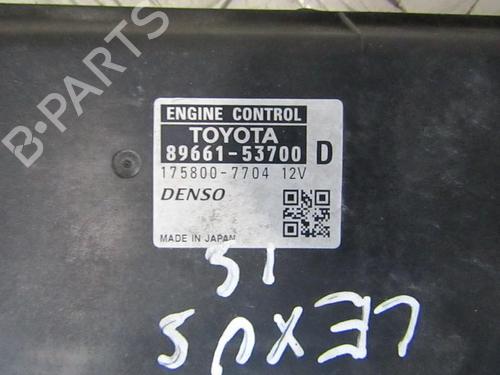 ENGINE CONTROL
TOYOTA
89661-53700 D
175800-7704 12V
DENSO
MADE IN JAPAN
LEXUS
IS
B-PARTS